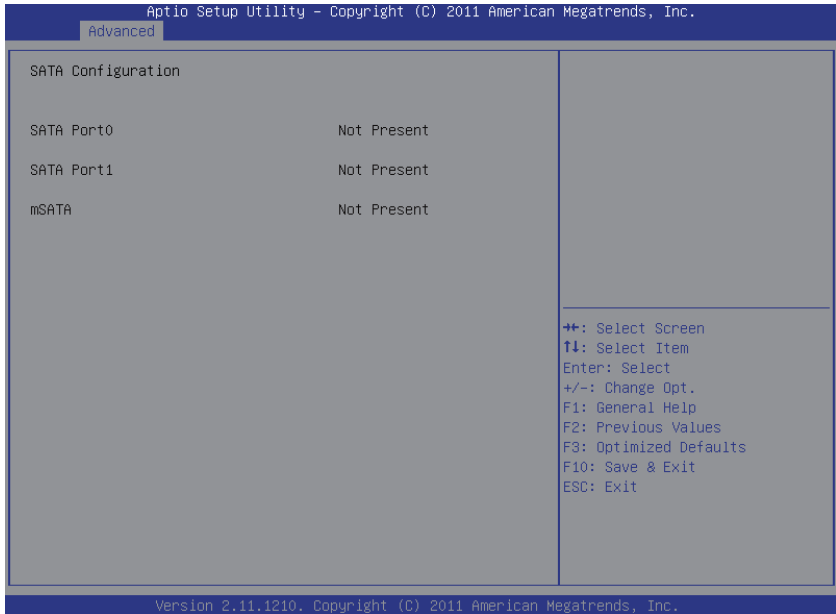 Aptio Setup Utility – Copyright (C) 2011 American Megatrends, Inc.
Advanced
SATA Configuration
SATA Port0 Not Present
SATA Port1 Not Present
mSATA Not Present
→←: Select Screen
↑↓: Select Item
Enter: Select
+/-: Change Opt.
F1: General Help
F2: Previous Values
F3: Optimized Defaults
F10: Save & Exit
ESC: Exit
Version 2.11.1210. Copyright (C) 2011 American Megatrends, Inc.